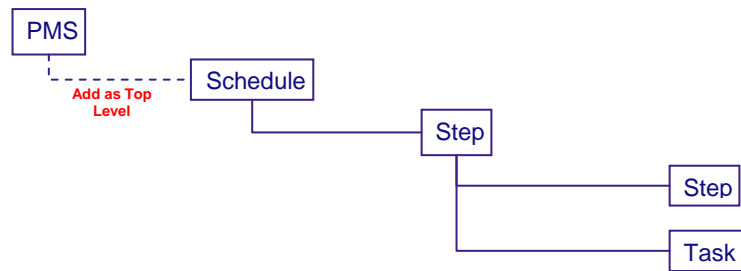 PMS
Schedule
Add as Top
Level
Step
Step
Task